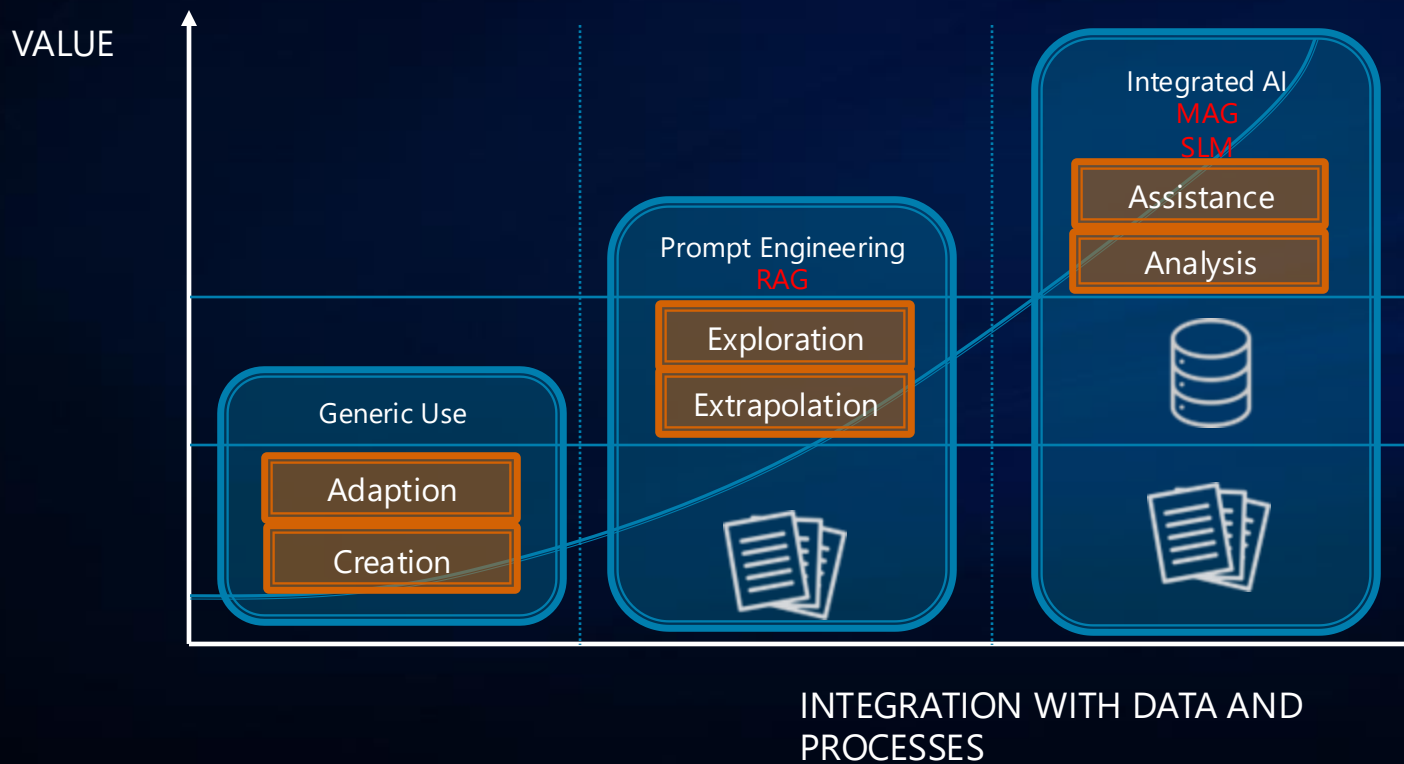 VALUE
Generic Use
Adaption
Creation
Prompt Engineering
RAG
Exploration
Extrapolation
Integrated AI
MAG
SLM
Assistance
Analysis
INTEGRATION WITH DATA AND
PROCESSES